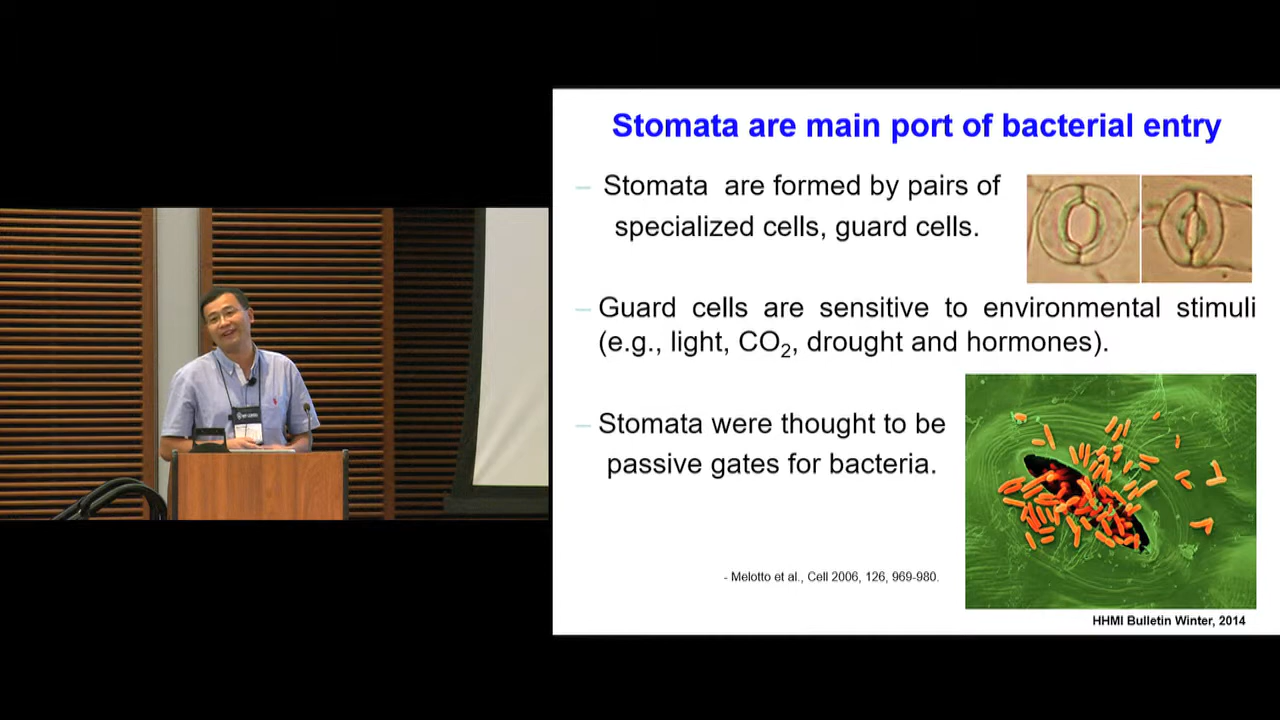 Stomata are main port of bacterial entry
– Stomata are formed by pairs of
specialized cells, guard cells.
– Guard cells are sensitive to environmental stimuli
(e.g., light, CO2, drought and hormones).
– Stomata were thought to be
passive gates for bacteria.
- Melotto et al., Cell 2006, 126, 969-980.
HHMI Bulletin Winter, 2014